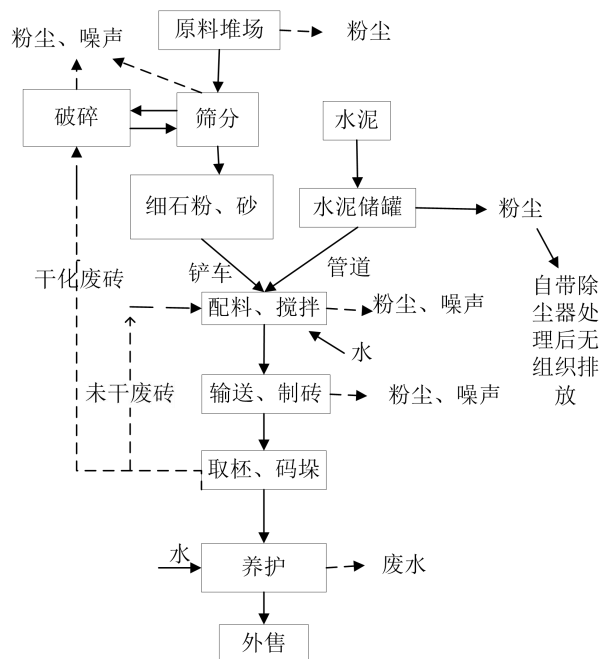 原料堆场
粉尘
粉尘、噪声
破碎
筛分
水泥
细石粉、砂
水泥储罐
粉尘
铲车
管道
干化废砖
自带除
尘器处
理后无
组织排
放
配料、搅拌
粉尘、噪声
水
未干废砖
输送、制砖
粉尘、噪声
取柸、码垛
水
养护
废水
外售